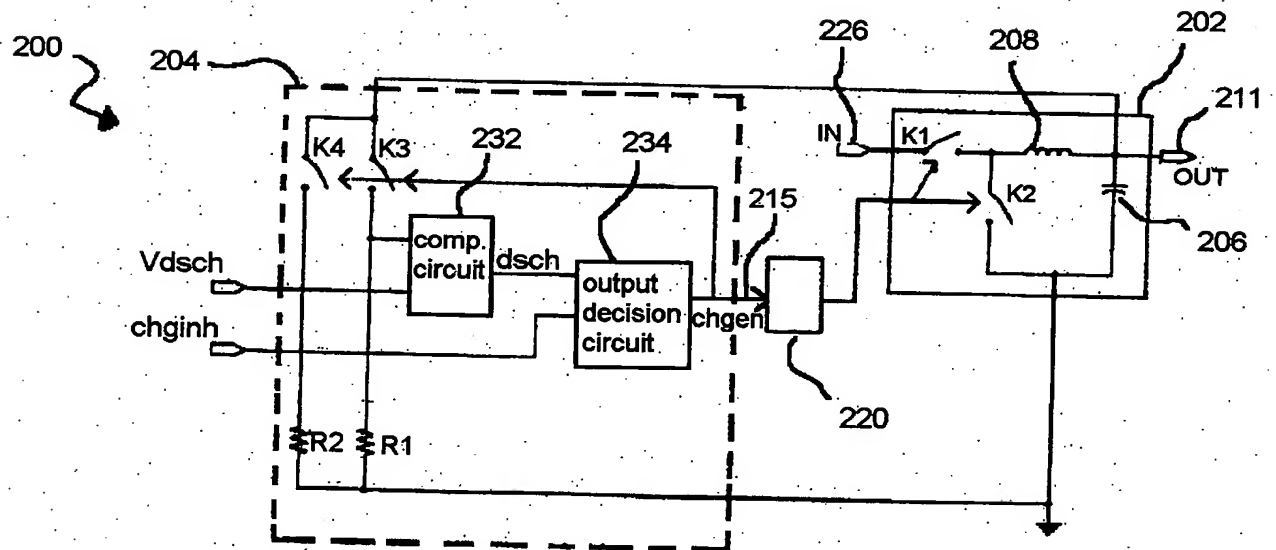 200
204
226
208
202
211
IN
K1
OUT
K4
K3
232
234
215
K2
206
comp.
circuit
dsch
Vdsch
output
decision
circuit
chgen
chginh
220
R2
R1